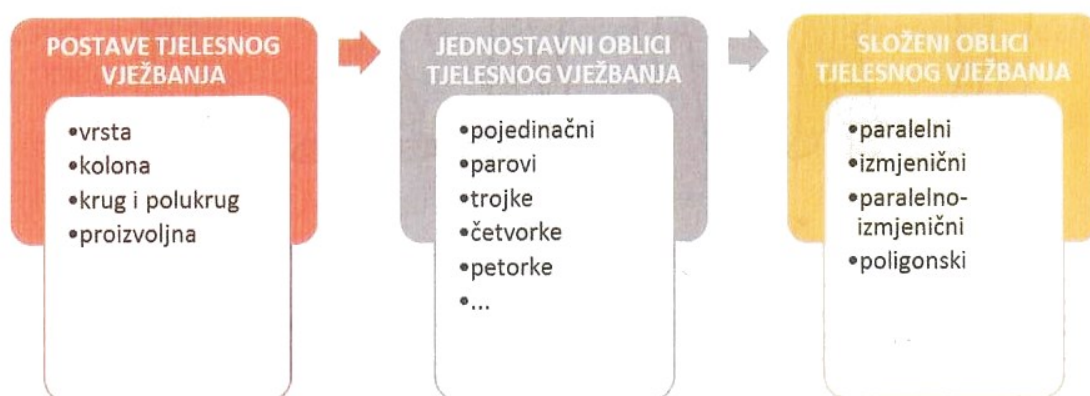 POSTAVE TJELESNOG
VJEŽBANJA
•vrsta
•kolona
•krug i polukrug
•proizvoljna
JEDNOSTAVNI OBLICI
TJELESNOG VJEŽBANJA
•pojedinačni
•parovi
•trojke
•četvorke
•petorke
•...
SLOŽENI OBLICI
TJELESNOG VJEŽBANJA
•paralelni
•izmjenični
•paralelno-
izmjenični
•poligonski